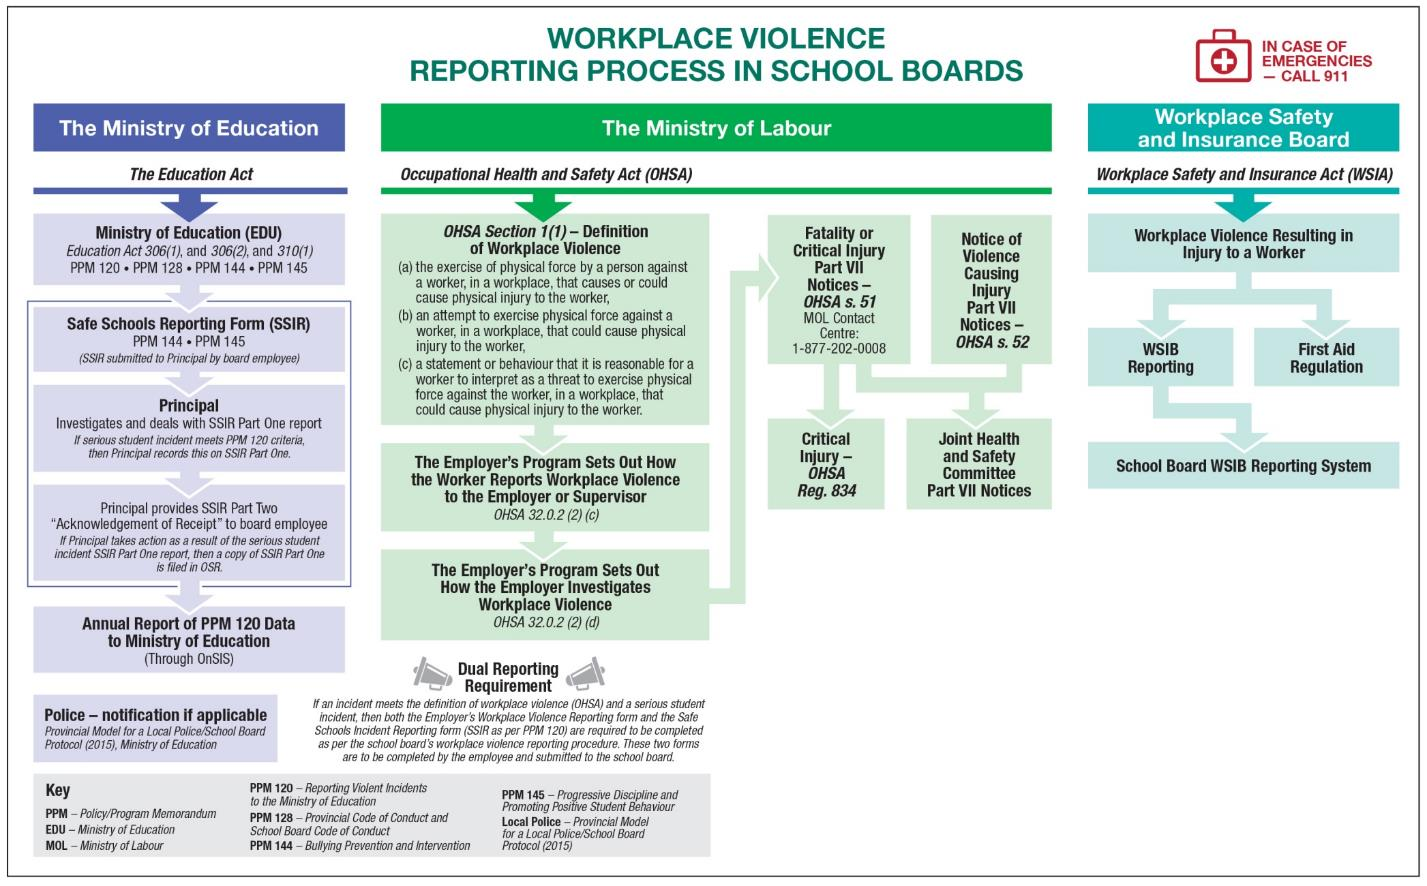 WORKPLACE VIOLENCE
REPORTING PROCESS IN SCHOOL BOARDS
IN CASE OF
EMERGENCIES
— CALL 911
The Ministry of Education
The Education Act
Ministry of Education (EDU)
Education Act 306(1), and 306(2), and 310(1)
PPM 120 • PPM 128 • PPM 144 • PPM 145
Safe Schools Reporting Form (SSIR)
PPM 144 • PPM 145
(SSIR submitted to Principal by board employee)
Principal
Investigates and deals with SSIR Part One report
If serious student incident meets PPM 120 criteria,
then Principal records this on SSIR Part One.
Principal provides SSIR Part Two
“Acknowledgement of Receipt” to board employee
If Principal takes action as a result of the serious student
incident SSIR Part One report, then a copy of SSIR Part One
is filed in OSR.
Annual Report of PPM 120 Data
to Ministry of Education
(Through OnSIS)
Police – notification if applicable
Provincial Model for a Local Police/School Board
Protocol (2015), Ministry of Education
The Ministry of Labour
Occupational Health and Safety Act (OHSA)
OHSA Section 1(1) – Definition
of Workplace Violence
(a) the exercise of physical force by a person against
a worker, in a workplace, that causes or could
cause physical injury to the worker,
(b) an attempt to exercise physical force against a
worker, in a workplace, that could cause physical
injury to the worker,
(c) a statement or behaviour that it is reasonable for a
worker to interpret as a threat to exercise physical
force against the worker, in a workplace, that
could cause physical injury to the worker.
The Employer’s Program Sets Out How
the Worker Reports Workplace Violence
to the Employer or Supervisor
OHSA 32.0.2 (2) (c)
The Employer’s Program Sets Out
How the Employer Investigates
Workplace Violence
OHSA 32.0.2 (2) (d)
Fatality or
Critical Injury
Part VII
Notices –
OHSA s. 51
MOL Contact
Centre:
1-877-202-0008
Notice of
Violence
Causing
Injury
Part VII
Notices –
OHSA s. 52
Critical
Injury –
OHSA
Reg. 834
Joint Health
and Safety
Committee
Part VII Notices
Dual Reporting
Requirement
If an incident meets the definition of workplace violence (OHSA) and a serious student
incident, then both the Employer’s Workplace Violence Reporting form and the Safe
Schools Incident Reporting form (SSIR as per PPM 120) are required to be completed
as per the school board’s workplace violence reporting procedure. These two forms
are to be completed by the employee and submitted to the school board.
Workplace Safety
and Insurance Board
Workplace Safety and Insurance Act (WSIA)
Workplace Violence Resulting in
Injury to a Worker
WSIB
Reporting
First Aid
Regulation
School Board WSIB Reporting System
Key
PPM – Policy/Program Memorandum
EDU – Ministry of Education
MOL – Ministry of Labour
PPM 120 – Reporting Violent Incidents
to the Ministry of Education
PPM 128 – Provincial Code of Conduct and
School Board Code of Conduct
PPM 144 – Bullying Prevention and Intervention
PPM 145 – Progressive Discipline and
Promoting Positive Student Behaviour
Local Police – Provincial Model
for a Local Police/School Board
Protocol (2015)